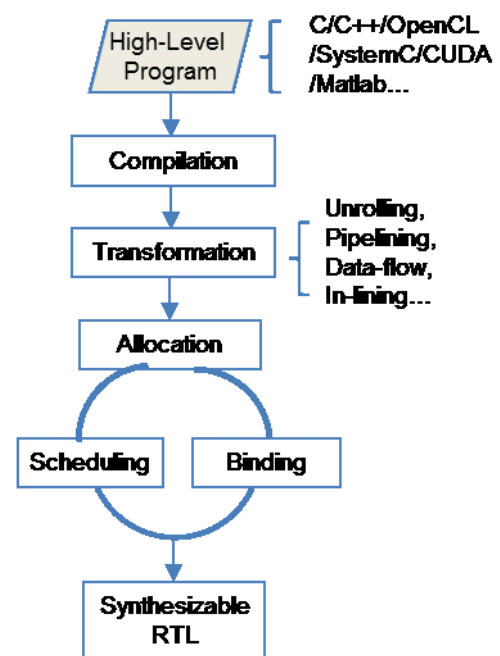 High-Level
Program
C/C++/OpenCL
/SystemC/CUDA
/Matlab...
Compilation
Transformation
Unrolling,
Pipelining,
Data-flow,
In-lining...
Allocation
Scheduling
Binding
Synthesizable
RTL